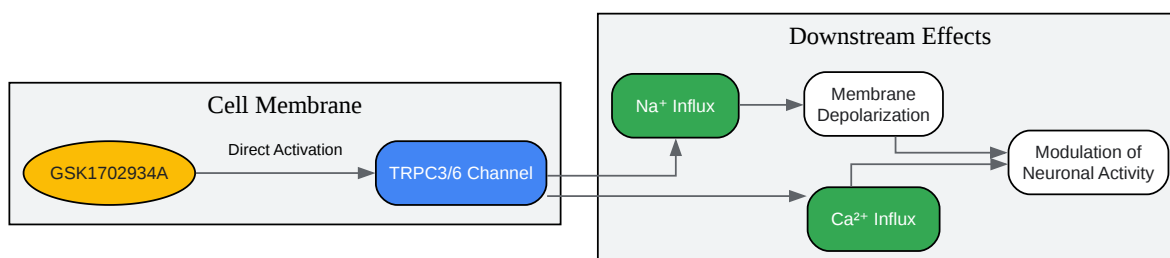 Downstream Effects
Cell Membrane
GSK1702934A
Direct Activation
TRPC3/6 Channel
Na⁺ Influx
Membrane
Depolarization
Ca²⁺ Influx
Modulation of
Neuronal Activity